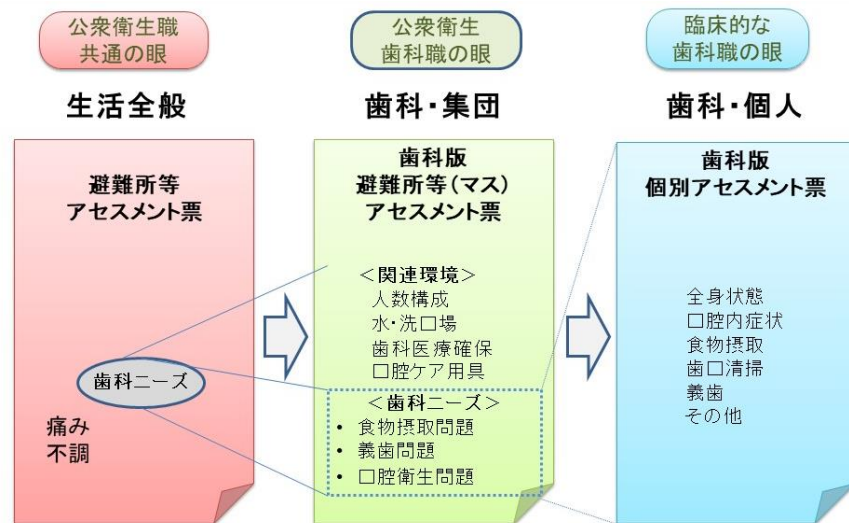 公衆衛生職
共通の眼
生活全般
避難所等
アセスメント票
歯科ニーズ
痛み
不調
公衆衛生
歯科職の眼
歯科・集団
歯科版
避難所等(マス)
アセスメント票
＜関連環境＞
人数構成
水・洗口場
歯科医療確保
口腔ケア用具
＜歯科ニーズ＞
• 食物摂取問題
• 義歯問題
• 口腔衛生問題
臨床的な
歯科職の眼
歯科・個人
歯科版
個別アセスメント票
全身状態
口腔内症状
食物摂取
歯口清掃
義歯
その他